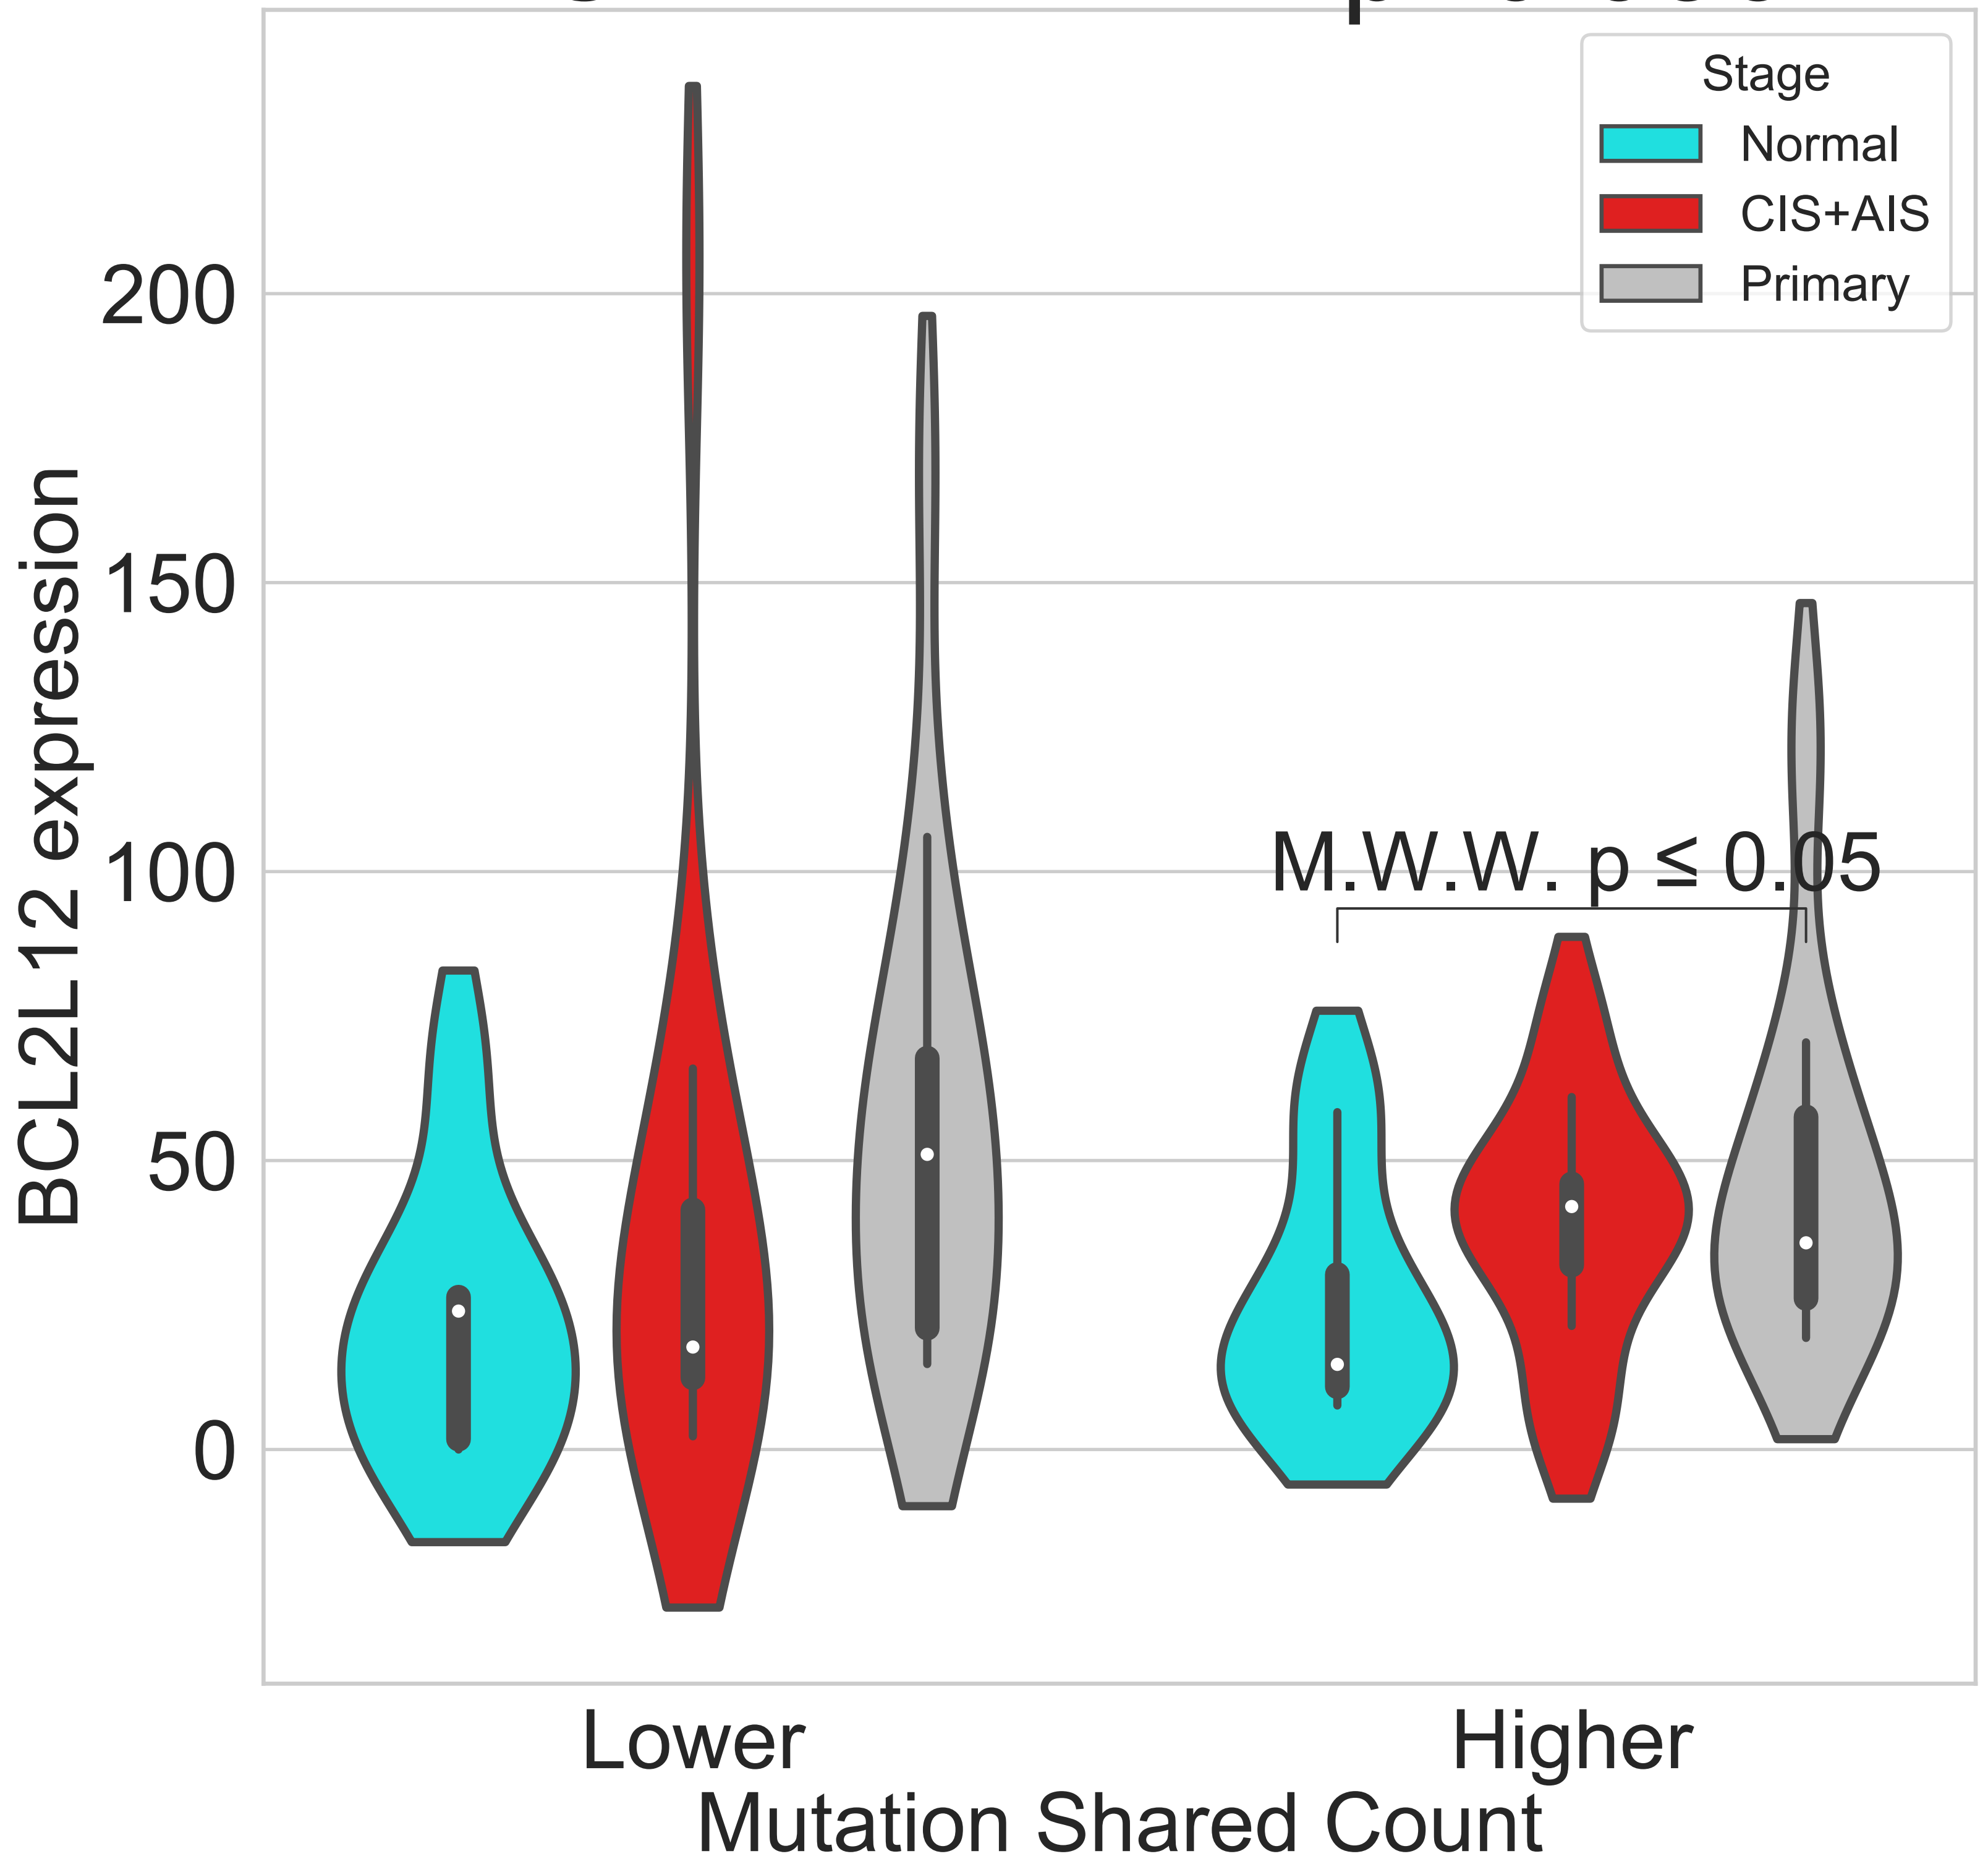 Stage
Normal
CIS+AIS
Primary
200
150
100
50
0
BCL2L12 expression
M.W.W. p ≤ 0.05
Lower
Higher
Mutation Shared Count